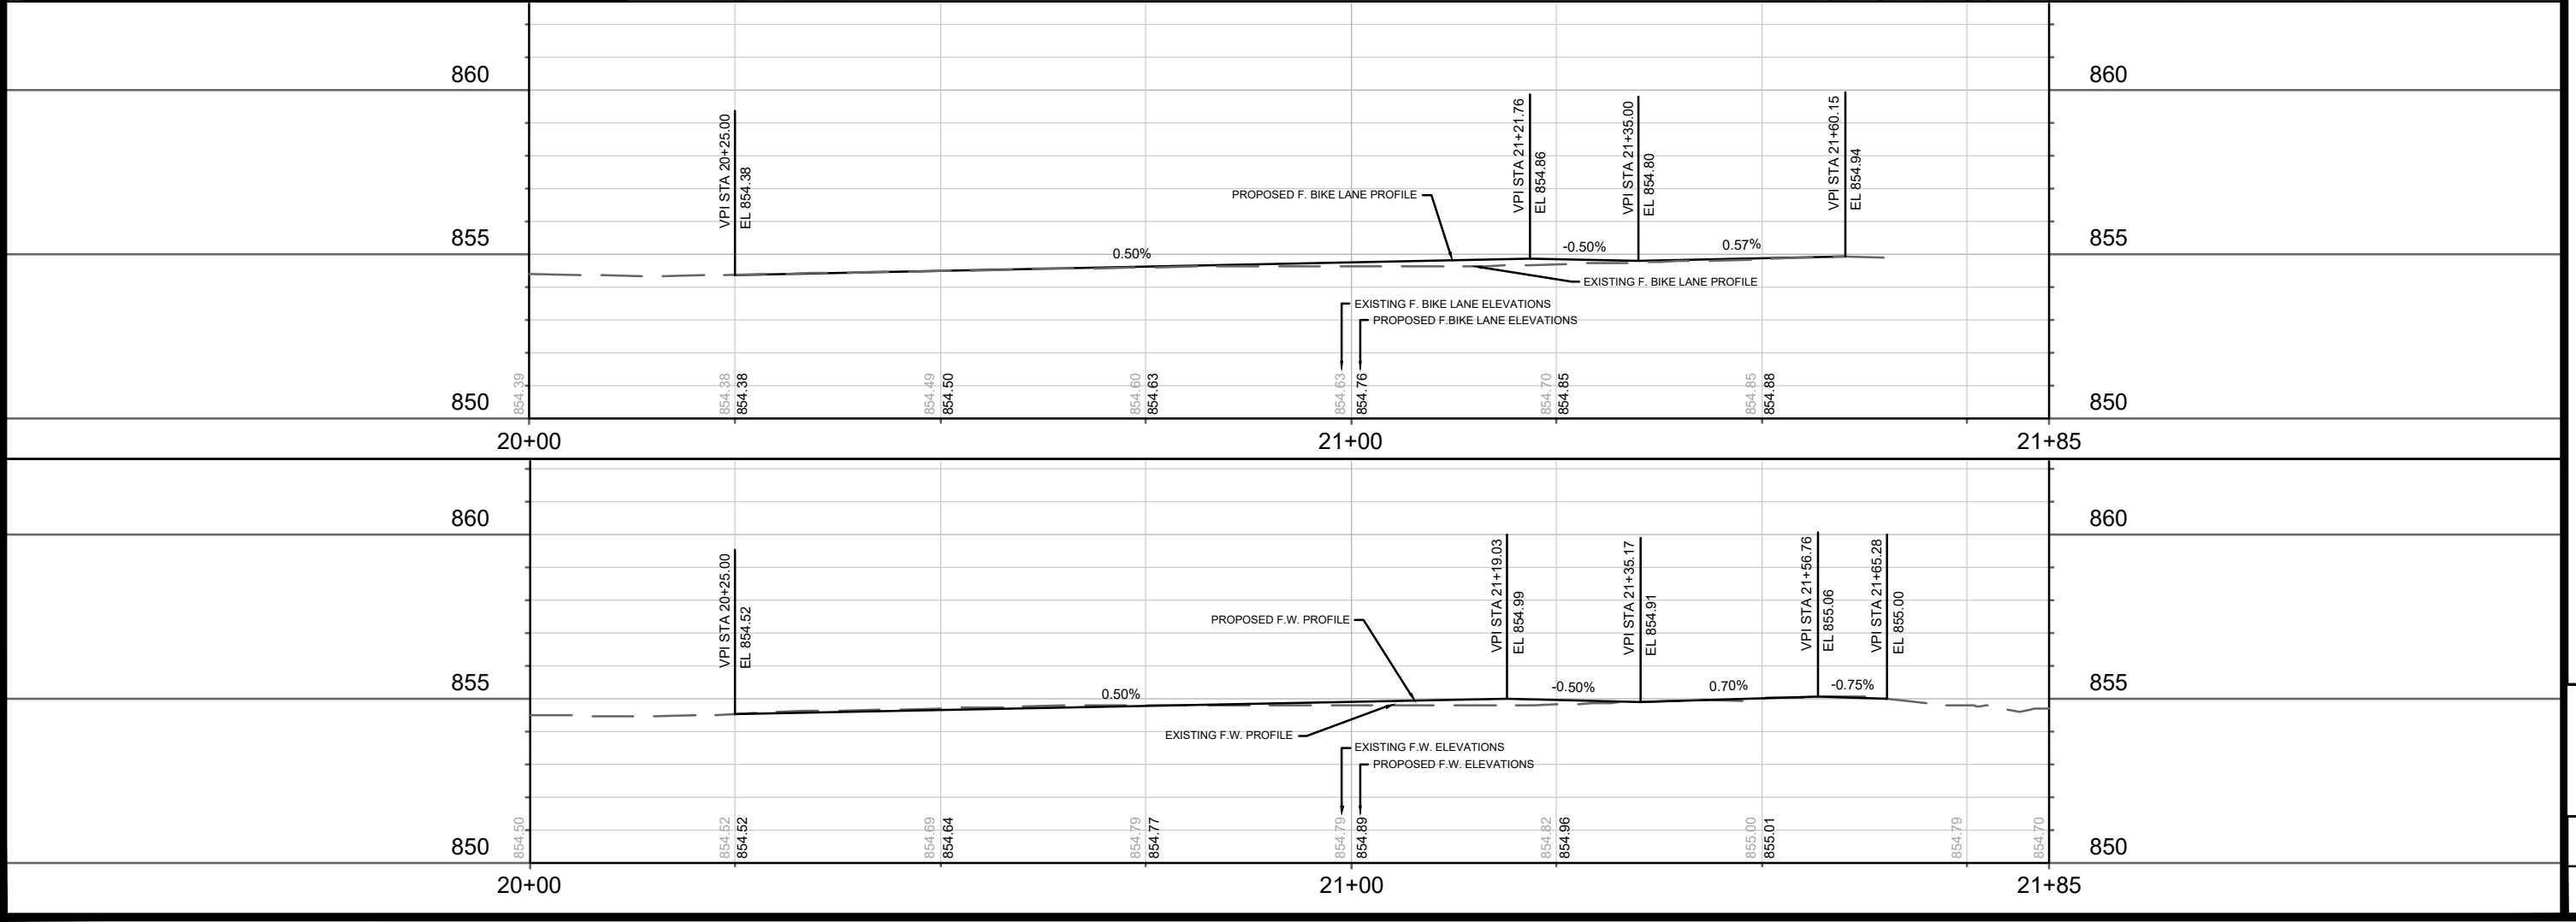 860
860
VPI STA 20+25.00
EL 854.38
VPI STA 21+21.76
EL 854.86
VPI STA 21+35.00
EL 854.80
VPI STA 21+60.15
EL 854.94
PROPOSED F. BIKE LANE PROFILE
855
855
0.50%
-0.50%
0.57%
EXISTING F. BIKE LANE PROFILE
EXISTING F. BIKE LANE ELEVATIONS
PROPOSED F.BIKE LANE ELEVATIONS
850
854.39
854.38
854.38
854.49
854.50
854.60
854.63
854.63
854.76
854.70
854.85
854.85
854.88
850
20+00
21+00
21+85
860
860
VPI STA 20+25.00
EL 854.52
VPI STA 21+19.03
EL 854.99
VPI STA 21+35.17
EL 854.91
VPI STA 21+56.76
EL 855.06
VPI STA 21+65.28
EL 855.00
PROPOSED F.W. PROFILE
855
855
0.50%
-0.50%
0.70%
-0.75%
EXISTING F.W. PROFILE
EXISTING F.W. ELEVATIONS
PROPOSED F.W. ELEVATIONS
850
854.50
854.52
854.52
854.69
854.64
854.79
854.77
854.79
854.89
854.82
854.96
855.00
855.01
854.79
854.70
850
20+00
21+00
21+85